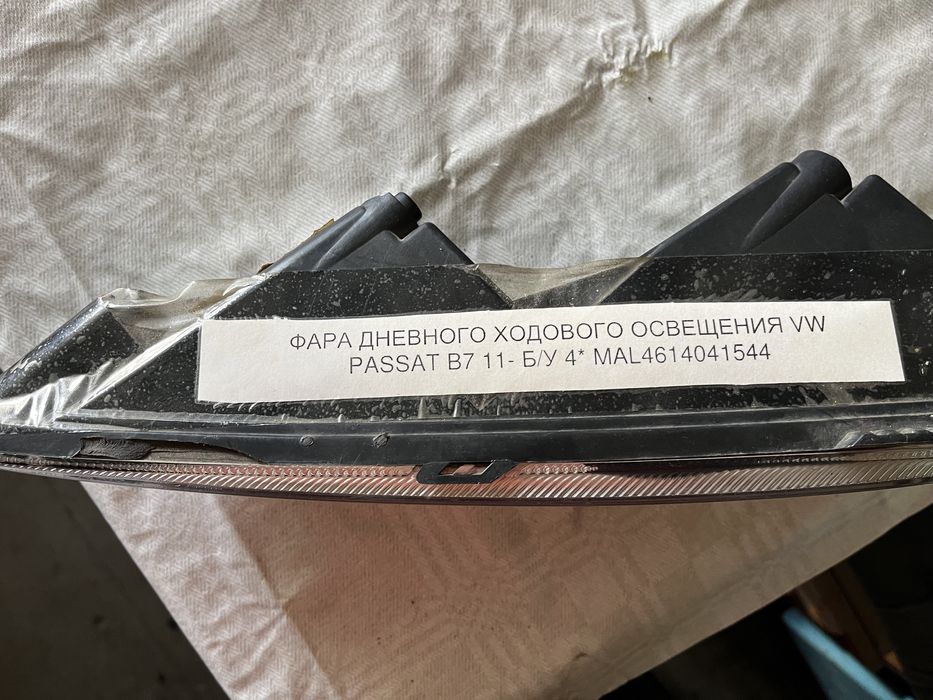 ФАРА ДНЕВНОГО ХОДОВОГО ОСВЕЩЕНИЯ VW
PASSAT B7 11- Б/У 4* MAL4614041544